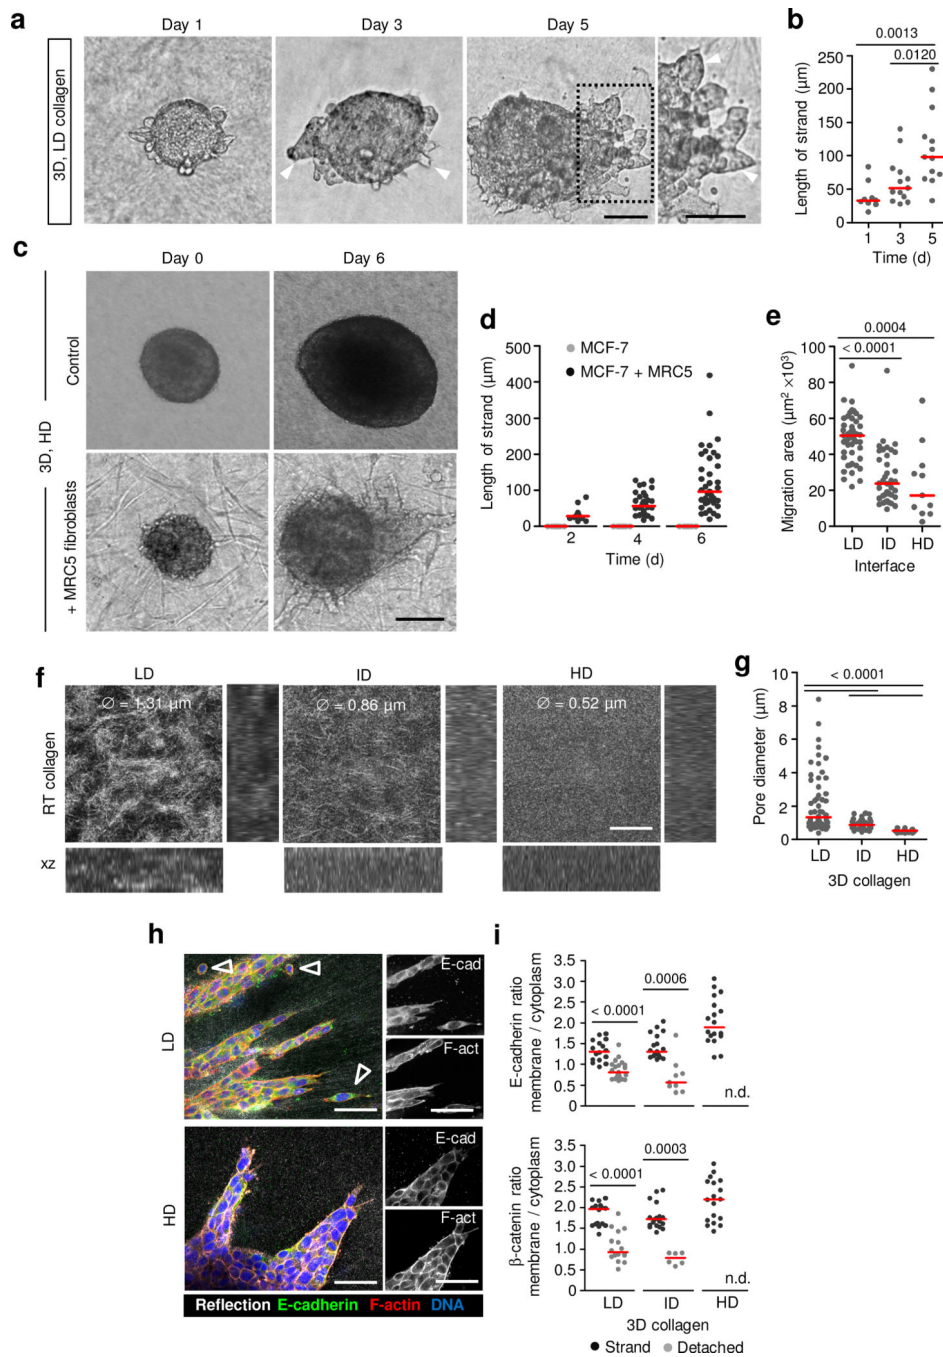 a
Day 1
Day 3
Day 5
3D, LD collagen
b
0.0013
0.0120
250
200
150
100
50
0
Length of strand (µm)
1 3 5
Time (d)
c
Day 0
Day 6
3D, HD
Control
+ MRC5 fibroblasts
d
MCF-7
MCF-7 + MRC5
500
400
300
200
100
0
Length of strand (µm)
2 4 6
Time (d)
e
0.0004
< 0.0001
100
80
60
40
20
0
Migration area (µm² ×10³)
LD ID HD
Interface
f
LD
ID
HD
RT collagen
∅ = 1.31 µm
∅ = 0.86 µm
∅ = 0.52 µm
xz
g
< 0.0001
10
8
6
4
2
0
Pore diameter (µm)
LD ID HD
3D collagen
h
LD
E-cad
F-act
HD
E-cad
F-act
Reflection E-cadherin F-actin DNA
i
3.5
3.0
2.5
2.0
1.5
1.0
0.5
0
E-cadherin ratio
membrane / cytoplasm
< 0.0001
0.0006
n.d.
3.5
3.0
2.5
2.0
1.5
1.0
0.5
0
β-catenin ratio
membrane / cytoplasm
< 0.0001
0.0003
n.d.
LD ID HD
3D collagen
Strand Detached